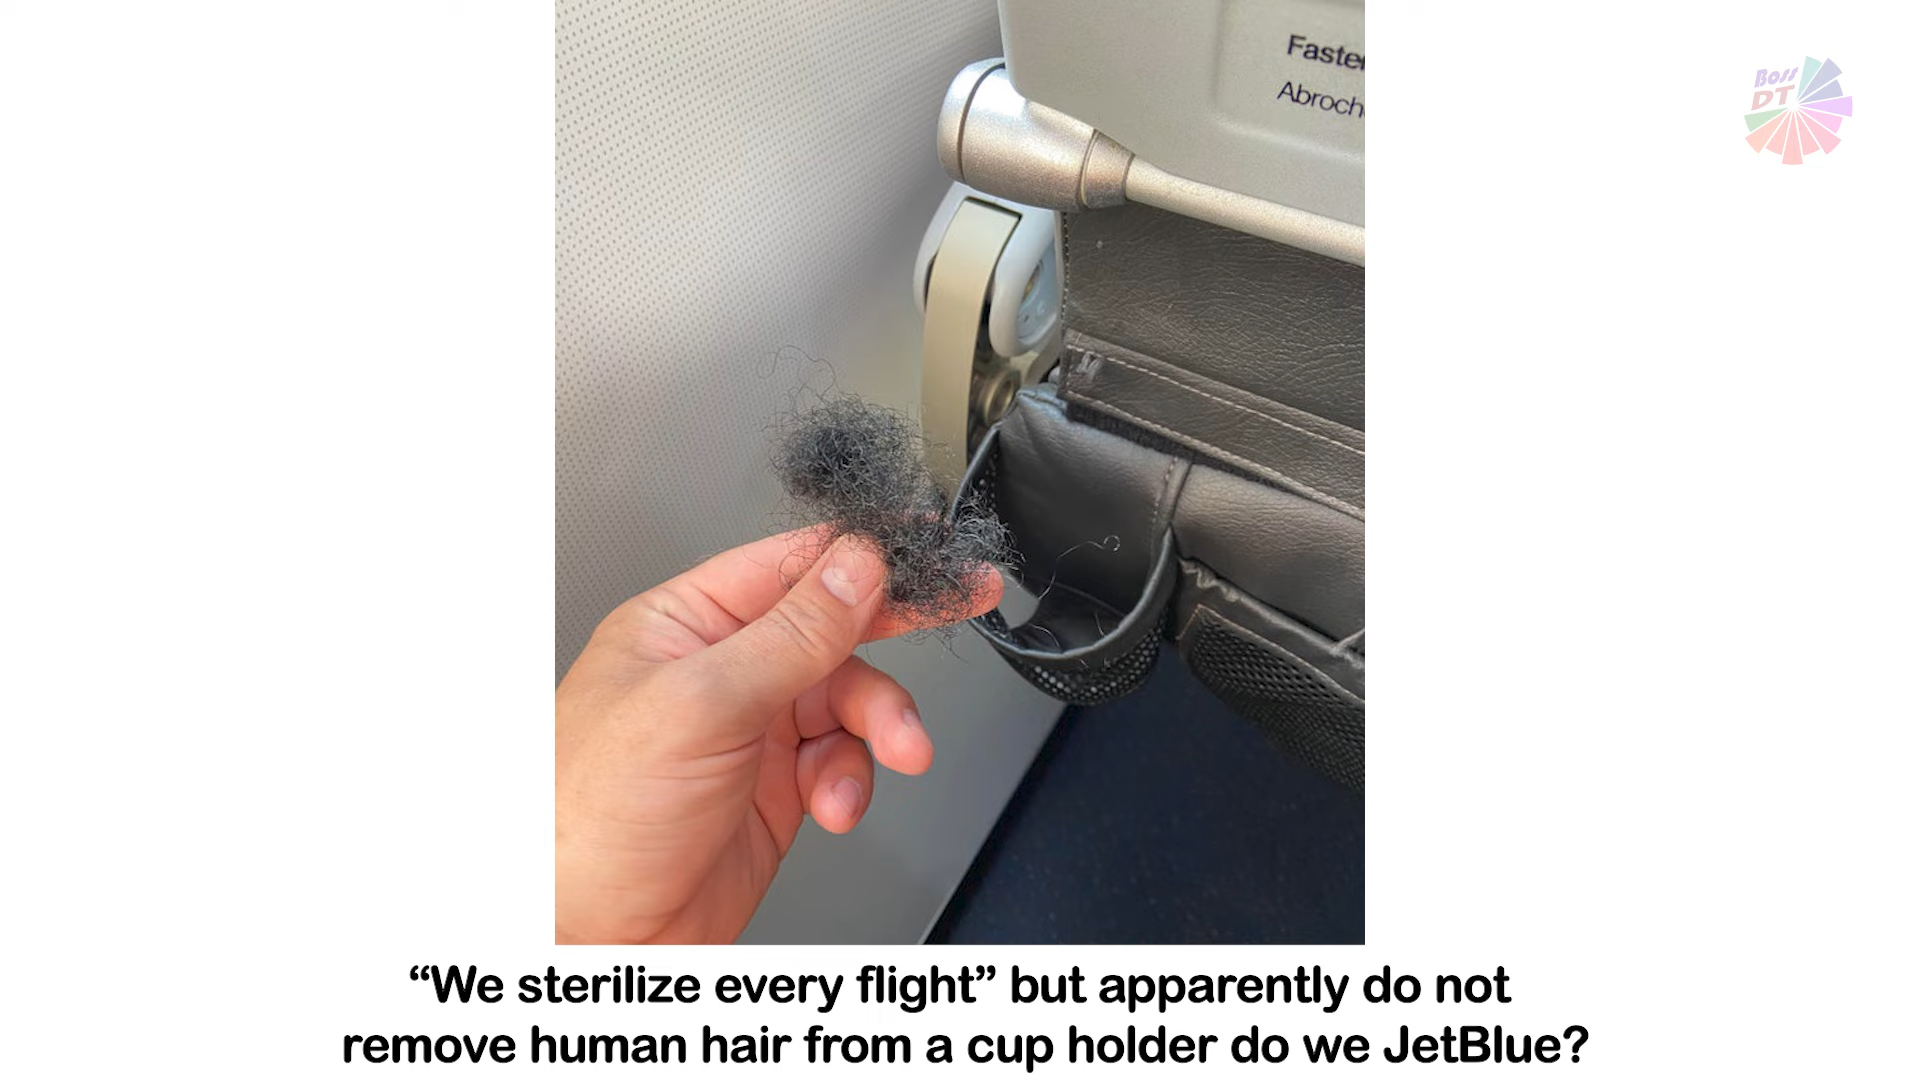 Boss
DT
Faste
Abroch
“We sterilize every flight” but apparently do not
remove human hair from a cup holder do we JetBlue?